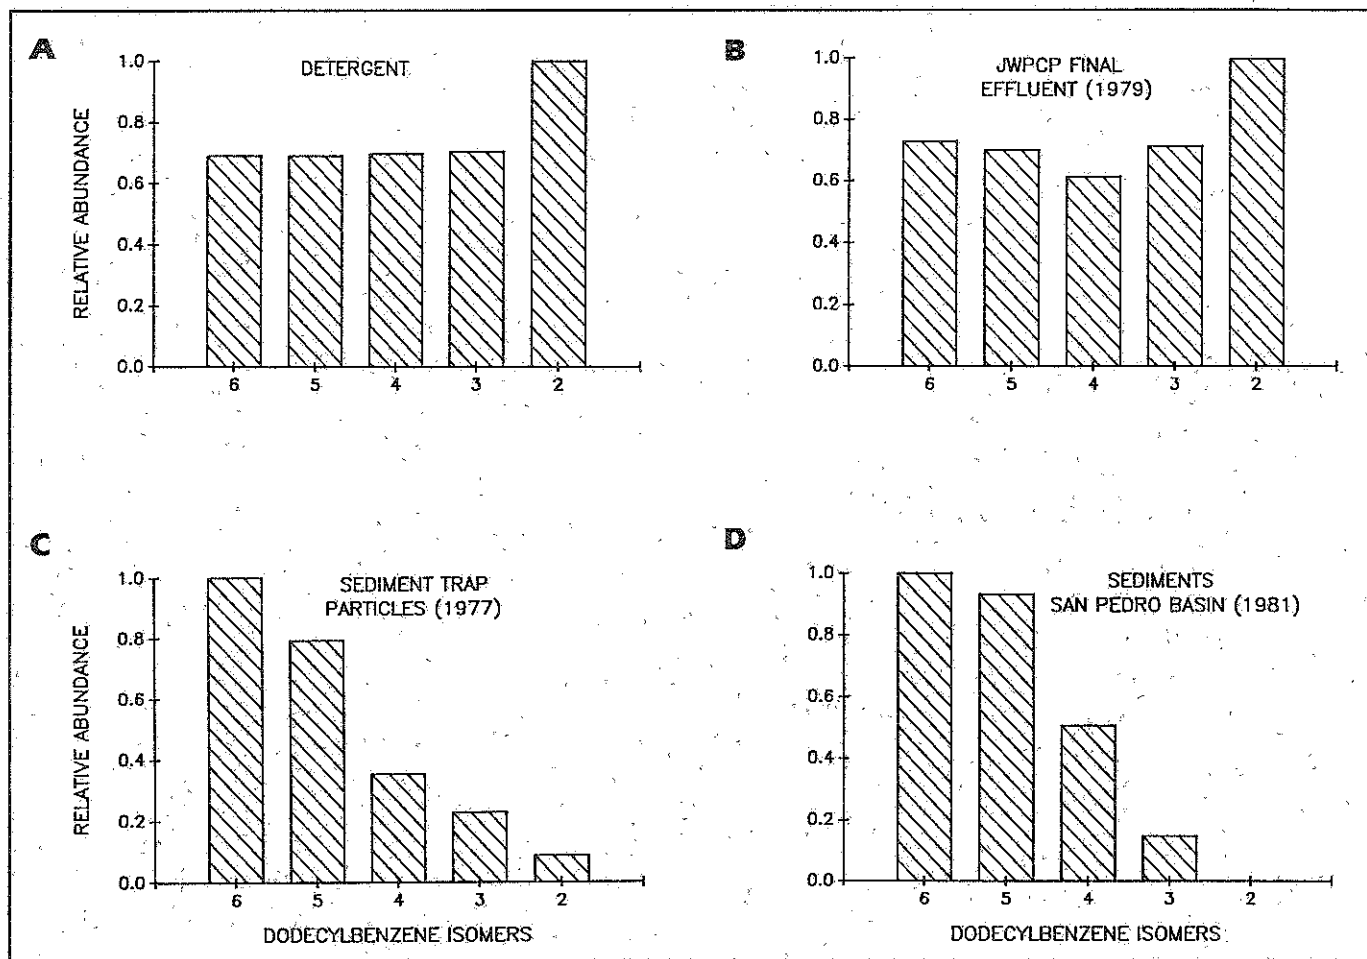 A
DETERGENT
RELATIVE ABUNDANCE
1.0
0.8
0.6
0.4
0.2
0.0
6 5 4 3 2
B
JWPCP FINAL
EFFLUENT (1979)
1.0
0.8
0.6
0.4
0.2
0.0
6 5 4 3 2
C
SEDIMENT TRAP
PARTICLES (1977)
RELATIVE ABUNDANCE
1.0
0.8
0.6
0.4
0.2
0.0
6 5 4 3 2
DODECYLBENZENE ISOMERS
D
SEDIMENTS
SAN PEDRO BASIN (1981)
1.0
0.8
0.6
0.4
0.2
0.0
6 5 4 3 2
DODECYLBENZENE ISOMERS